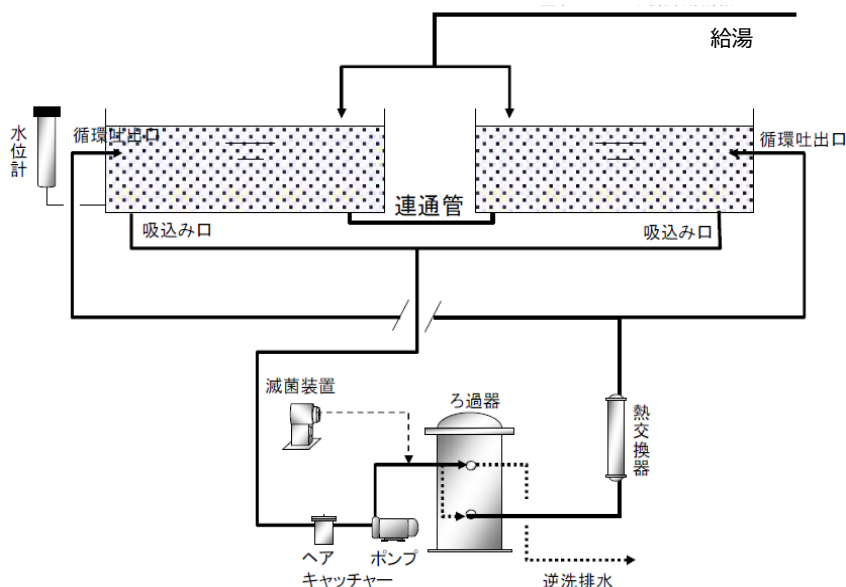 給湯
水位計
循環吐出口
循環吐出口
連通管
吸込み口
吸込み口
滅菌装置
ろ過器
熱交換器
ヘア
キャッチャー
ポンプ
逆洗排水